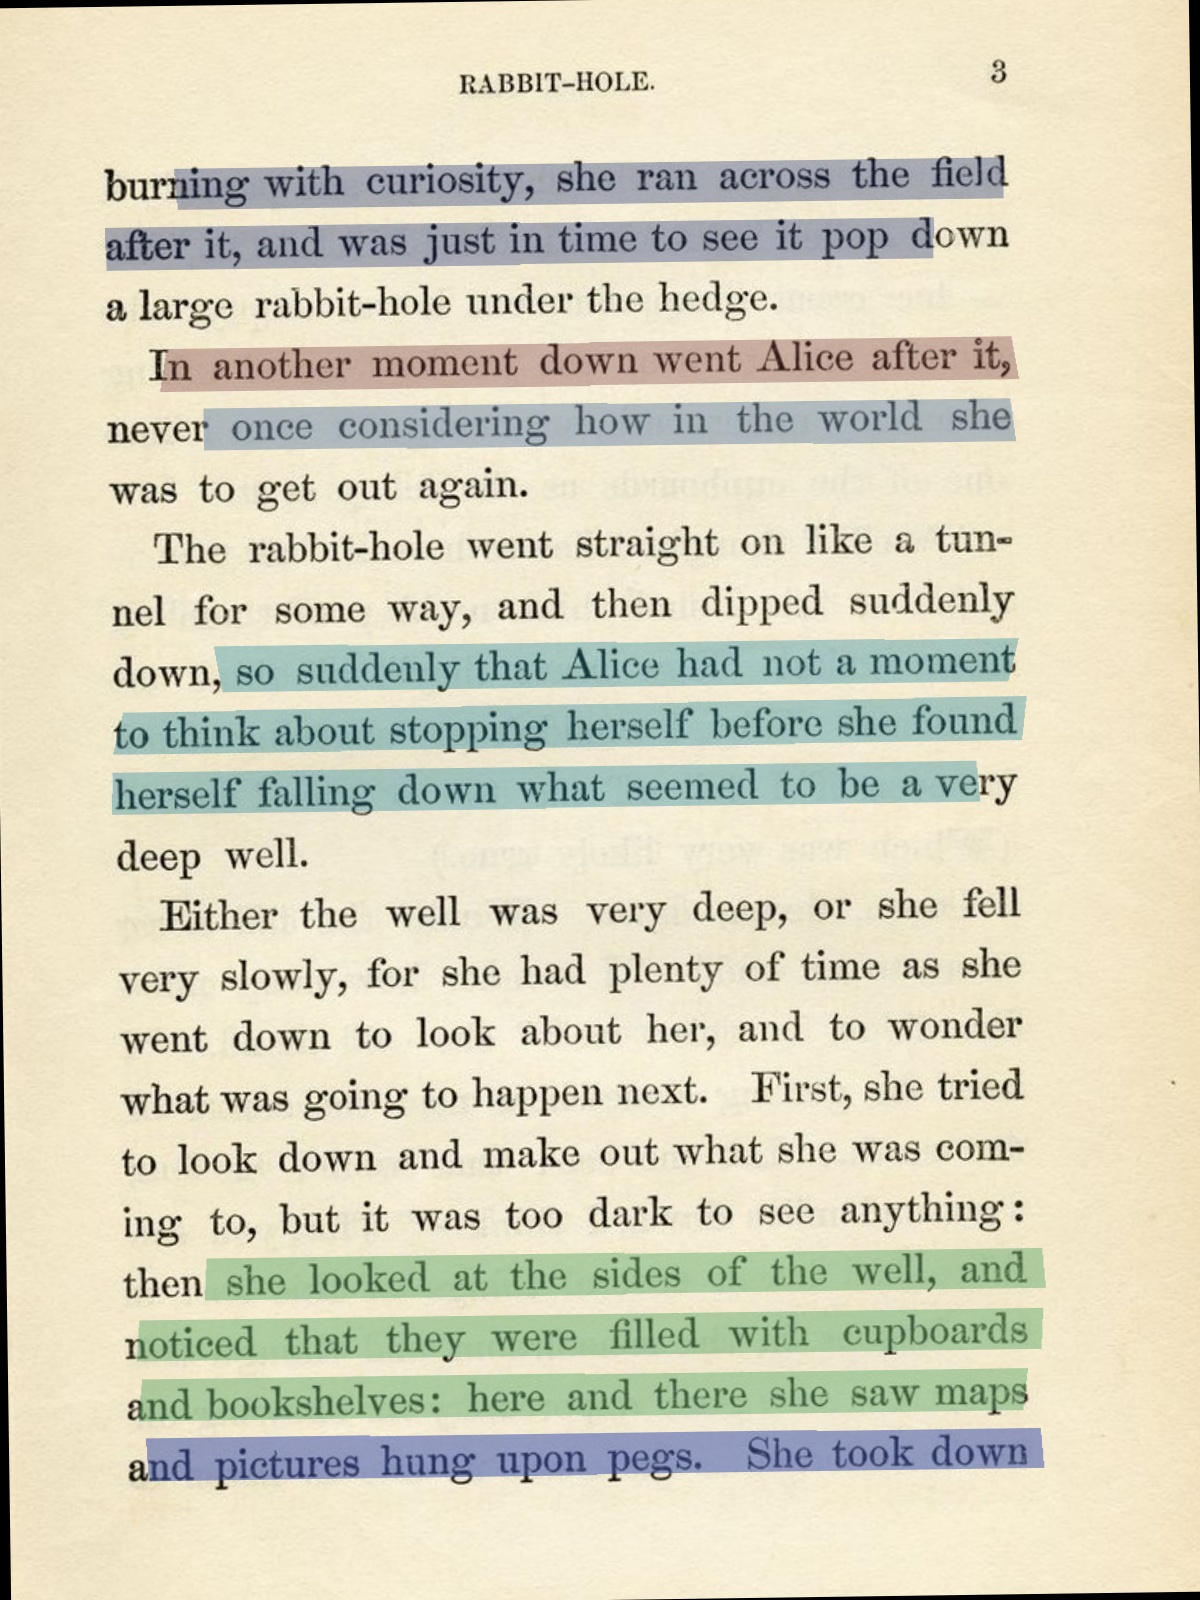 RABBIT-HOLE. 3
burning with curiosity, she ran across the field
after it, and was just in time to see it pop down
a large rabbit-hole under the hedge.
In another moment down went Alice after it,
never once considering how in the world she
was to get out again.
The rabbit-hole went straight on like a tun-
nel for some way, and then dipped suddenly
down, so suddenly that Alice had not a moment
to think about stopping herself before she found
herself falling down what seemed to be a very
deep well.
Either the well was very deep, or she fell
very slowly, for she had plenty of time as she
went down to look about her, and to wonder
what was going to happen next. First, she tried
to look down and make out what she was com-
ing to, but it was too dark to see anything:
then she looked at the sides of the well, and
noticed that they were filled with cupboards
and bookshelves: here and there she saw maps
and pictures hung upon pegs. She took down